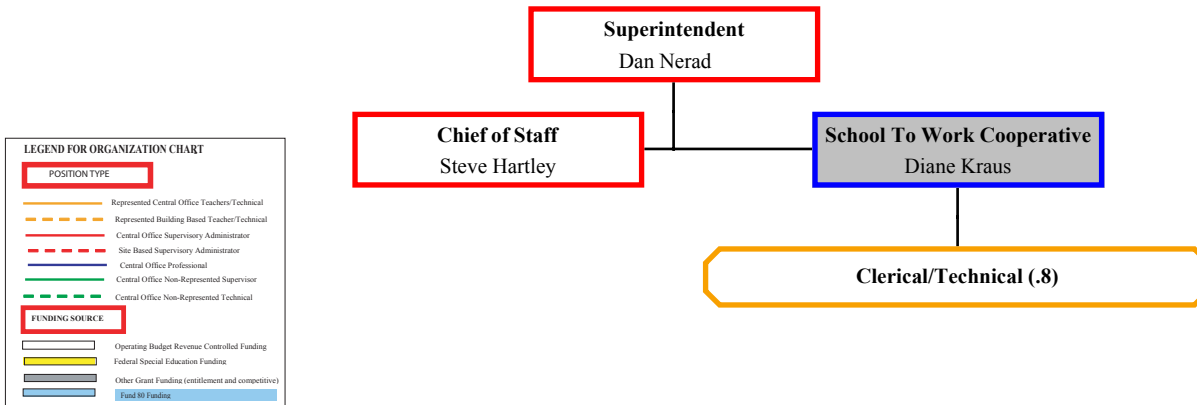 Superintendent
Dan Nerad
Chief of Staff
Steve Hartley
School To Work Cooperative
Diane Kraus
Clerical/Technical (.8)
LEGEND FOR ORGANIZATION CHART
POSITION TYPE
Represented Central Office Teachers/Technical
Represented Building Based Teacher/Technical
Central Office Supervisory Administrator
Site Based Supervisory Administrator
Central Office Professional
Central Office Non-Represented Supervisor
Central Office Non-Represented Technical
FUNDING SOURCE
Operating Budget Revenue Controlled Funding
Federal Special Education Funding
Other Grant Funding (entitlement and competitive)
Fund 80 Funding